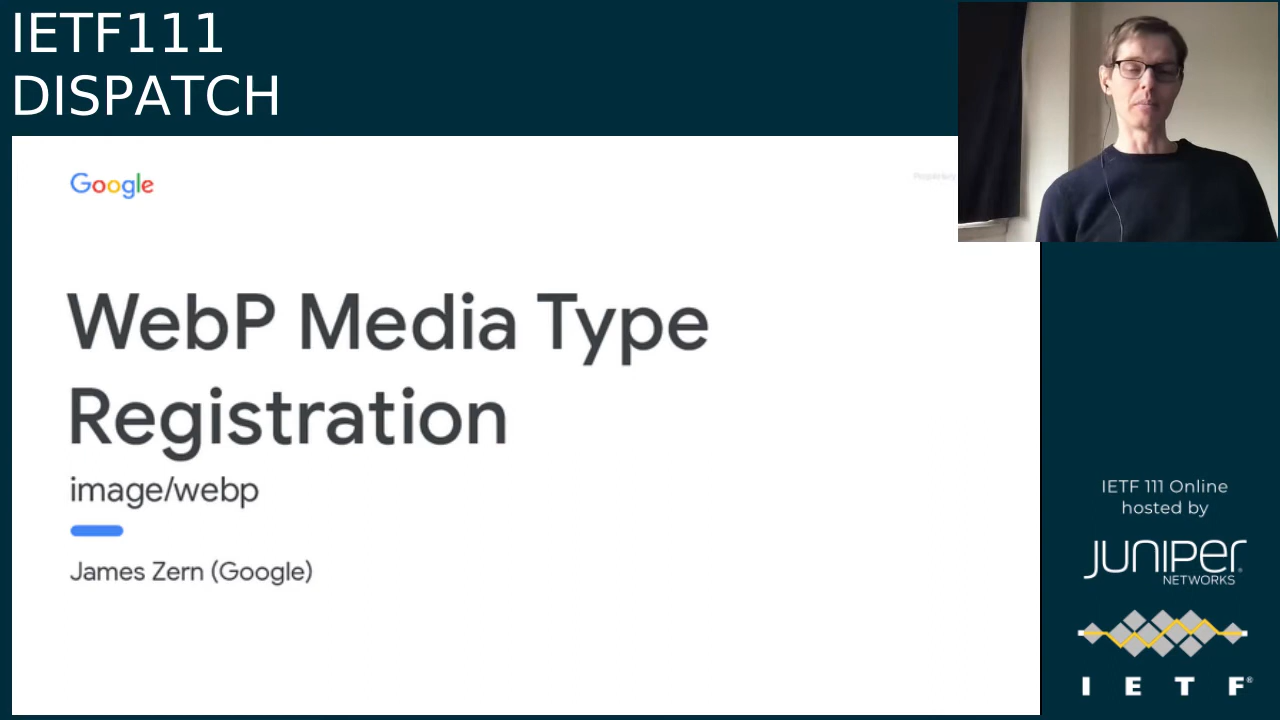 IETF111
DISPATCH
Google
WebP Media Type
Registration
image/webp
James Zern (Google)
IETF 111 Online
hosted by
JUNIPER
NETWORKS
I E T F®